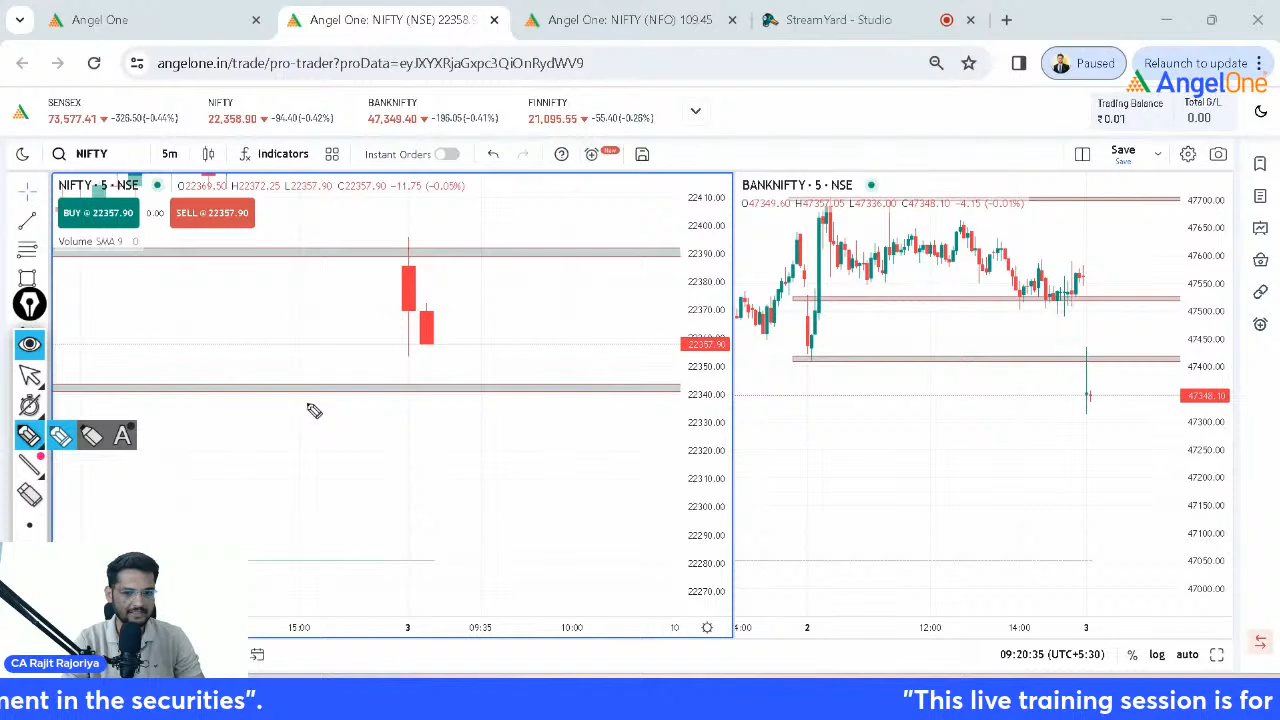 Angel One
Angel One: NIFTY (NSE) 22358.9
Angel One: NIFTY (NFO) 109.45
StreamYard - Studio
angelone.in/trade/pro-trader?proData=eyJXYXRjaGxpc3QiOnRydWV9
Paused
Relaunch to update
AngelOne
SENSEX
73,577.41 -326.50(-0.44%)
NIFTY
22,358.90 -94.40(-0.42%)
BANKNIFTY
47,349.40 -196.05(-0.41%)
FINNIFTY
21,095.55 -55.40(-0.26%)
Trading Balance
₹0.01
Total G/L
0.00
NIFTY
5m
Indicators
Instant Orders
New
Save
Save
NIFTY · 5 · NSE
O22369.50 H22372.25 L22357.90 C22357.90 −11.75 (−0.05%)
BUY @ 22357.90
0.00
SELL @ 22357.90
Volume SMA 9 0
22410.00
22400.00
22390.00
22380.00
22370.00
22357.90
22350.00
22340.00
22330.00
22320.00
22310.00
22300.00
22290.00
22280.00
22270.00
15:00
3
09:35
10:00
10
BANKNIFTY · 5 · NSE
O47349.60 H47357.05 L47336.00 C47348.10 −4.15 (−0.01%)
47700.00
47650.00
47600.00
47550.00
47500.00
47450.00
47400.00
47348.10
47300.00
47250.00
47200.00
47150.00
47100.00
47050.00
47000.00
4:00
2
12:00
14:00
3
A
09:20:35 (UTC+5:30)
%
log
auto
CA Rajit Rajoriya
ment in the securities".
"This live training session is for